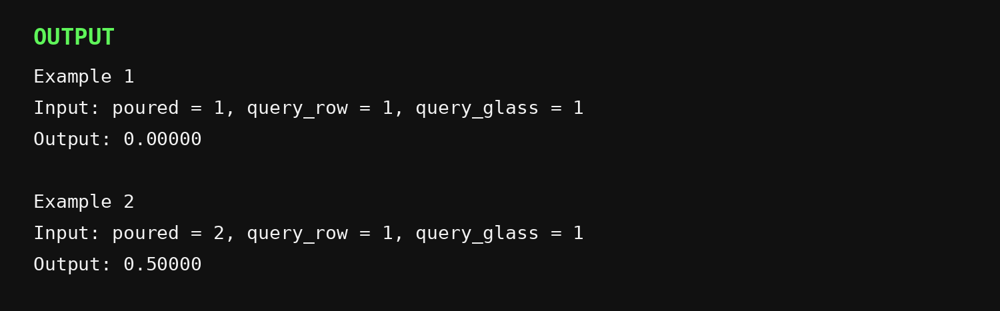 OUTPUT
Example 1
Input: poured = 1, query_row = 1, query_glass = 1
Output: 0.00000
Example 2
Input: poured = 2, query_row = 1, query_glass = 1
Output: 0.50000